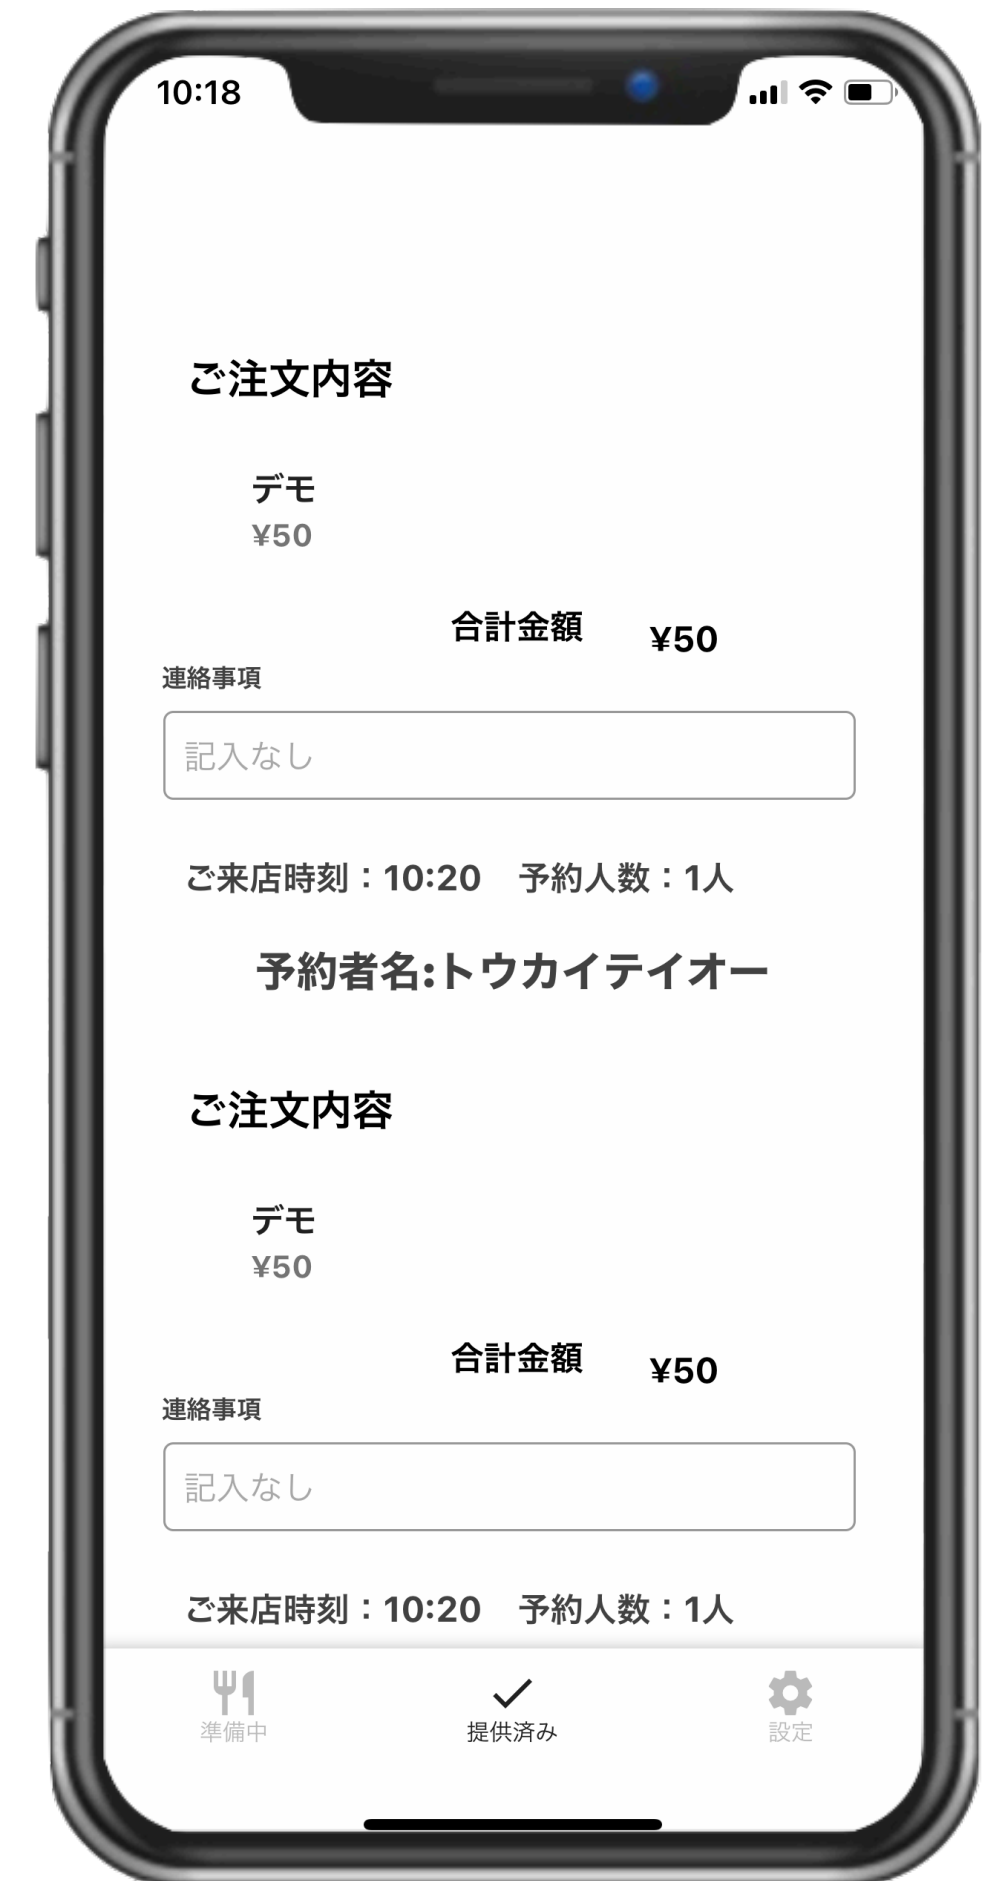 10:18
ご注文内容
デモ
¥50
合計金額 ¥50
連絡事項
記入なし
ご来店時刻：10:20　予約人数：1人
予約者名:トウカイテイオー
ご注文内容
デモ
¥50
合計金額 ¥50
連絡事項
記入なし
ご来店時刻：10:20　予約人数：1人
準備中 提供済み 設定